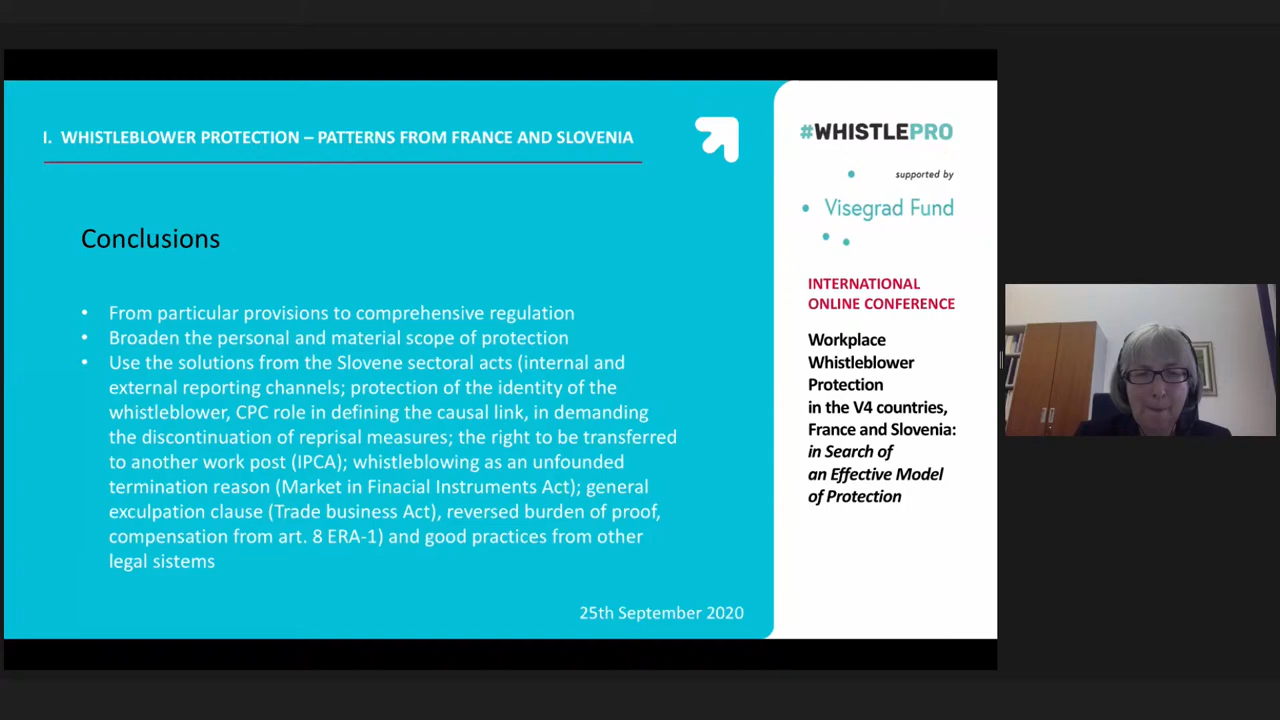 I. WHISTLEBLOWER PROTECTION – PATTERNS FROM FRANCE AND SLOVENIA
Conclusions
• From particular provisions to comprehensive regulation
• Broaden the personal and material scope of protection
• Use the solutions from the Slovene sectoral acts (internal and
external reporting channels; protection of the identity of the
whistleblower, CPC role in defining the causal link, in demanding
the discontinuation of reprisal measures; the right to be transferred
to another work post (IPCA); whistleblowing as an unfounded
termination reason (Market in Finacial Instruments Act); general
exculpation clause (Trade business Act), reversed burden of proof,
compensation from art. 8 ERA-1) and good practices from other
legal sistems
25th September 2020
#WHISTLEPRO
supported by
Visegrad Fund
INTERNATIONAL
ONLINE CONFERENCE
Workplace
Whistleblower
Protection
in the V4 countries,
France and Slovenia:
in Search of
an Effective Model
of Protection